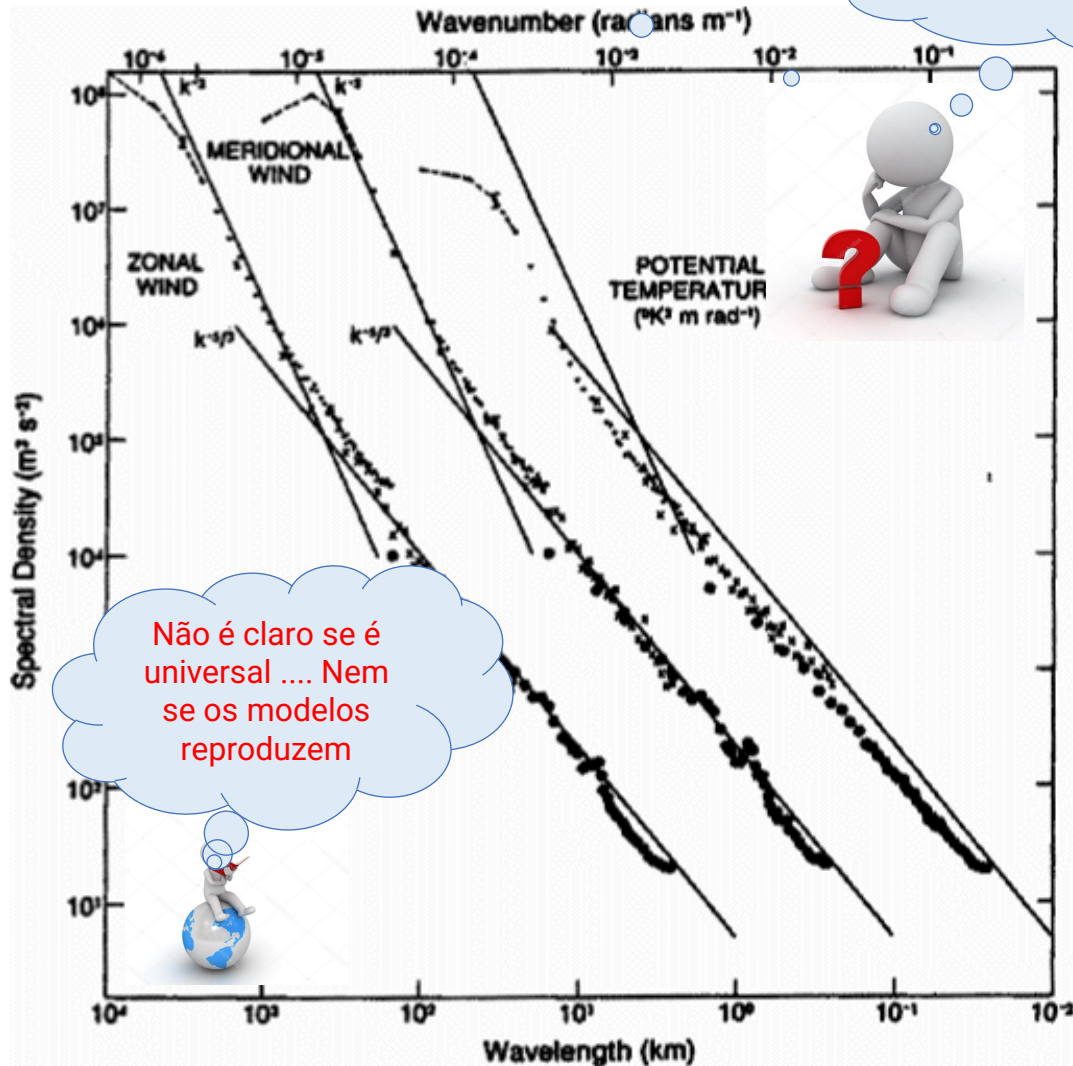 Wavenumber (radians m⁻¹)
10⁻⁶ 10⁻⁵ 10⁻⁴ 10⁻³ 10⁻² 10⁻¹
k⁻³ k⁻³
MERIDIONAL
WIND
ZONAL
WIND
POTENTIAL
TEMPERATUR
(°K² m rad⁻¹)
k⁻⁵/³ k⁻⁵/³
Spectral Density (m³ s⁻²)
10⁸
10⁷
10⁶
10⁵
10⁴
10²
10¹
Não é claro se é
universal .... Nem
se os modelos
reproduzem
?
10⁴ 10³ 10² 10¹ 10⁰ 10⁻¹ 10⁻²
Wavelength (km)